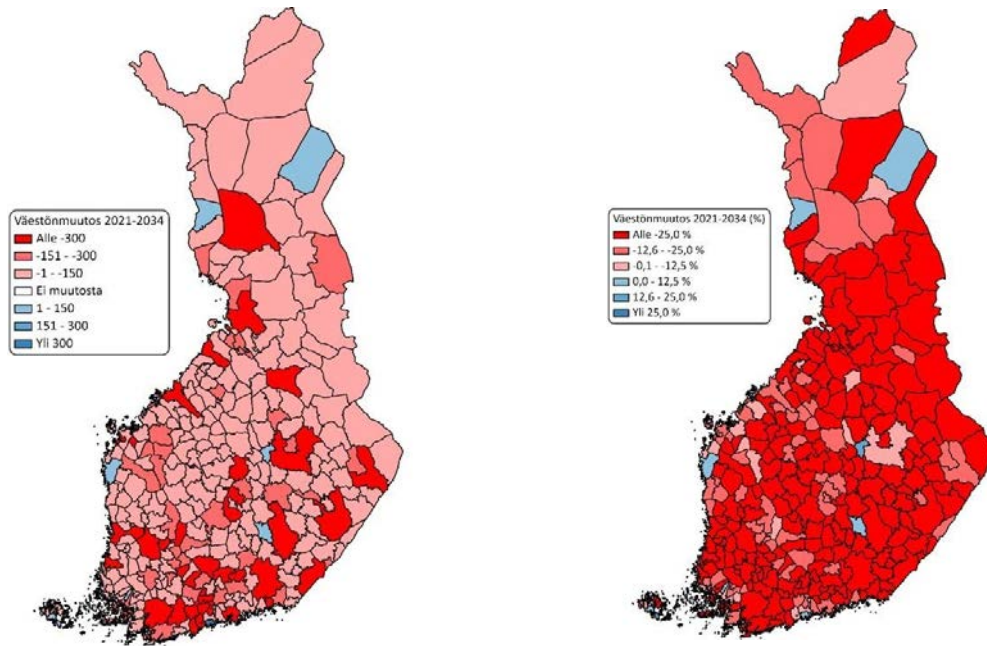 Väestönmuutos 2021-2034
Alle -300
-151 - -300
-1 - -150
Ei muutosta
1 - 150
151 - 300
Yli 300
Väestönmuutos 2021-2034 (%)
Alle -25,0 %
-12,6 - -25,0 %
-0,1 - -12,5 %
0,0 - 12,5 %
12,6 - 25,0 %
Yli 25,0 %